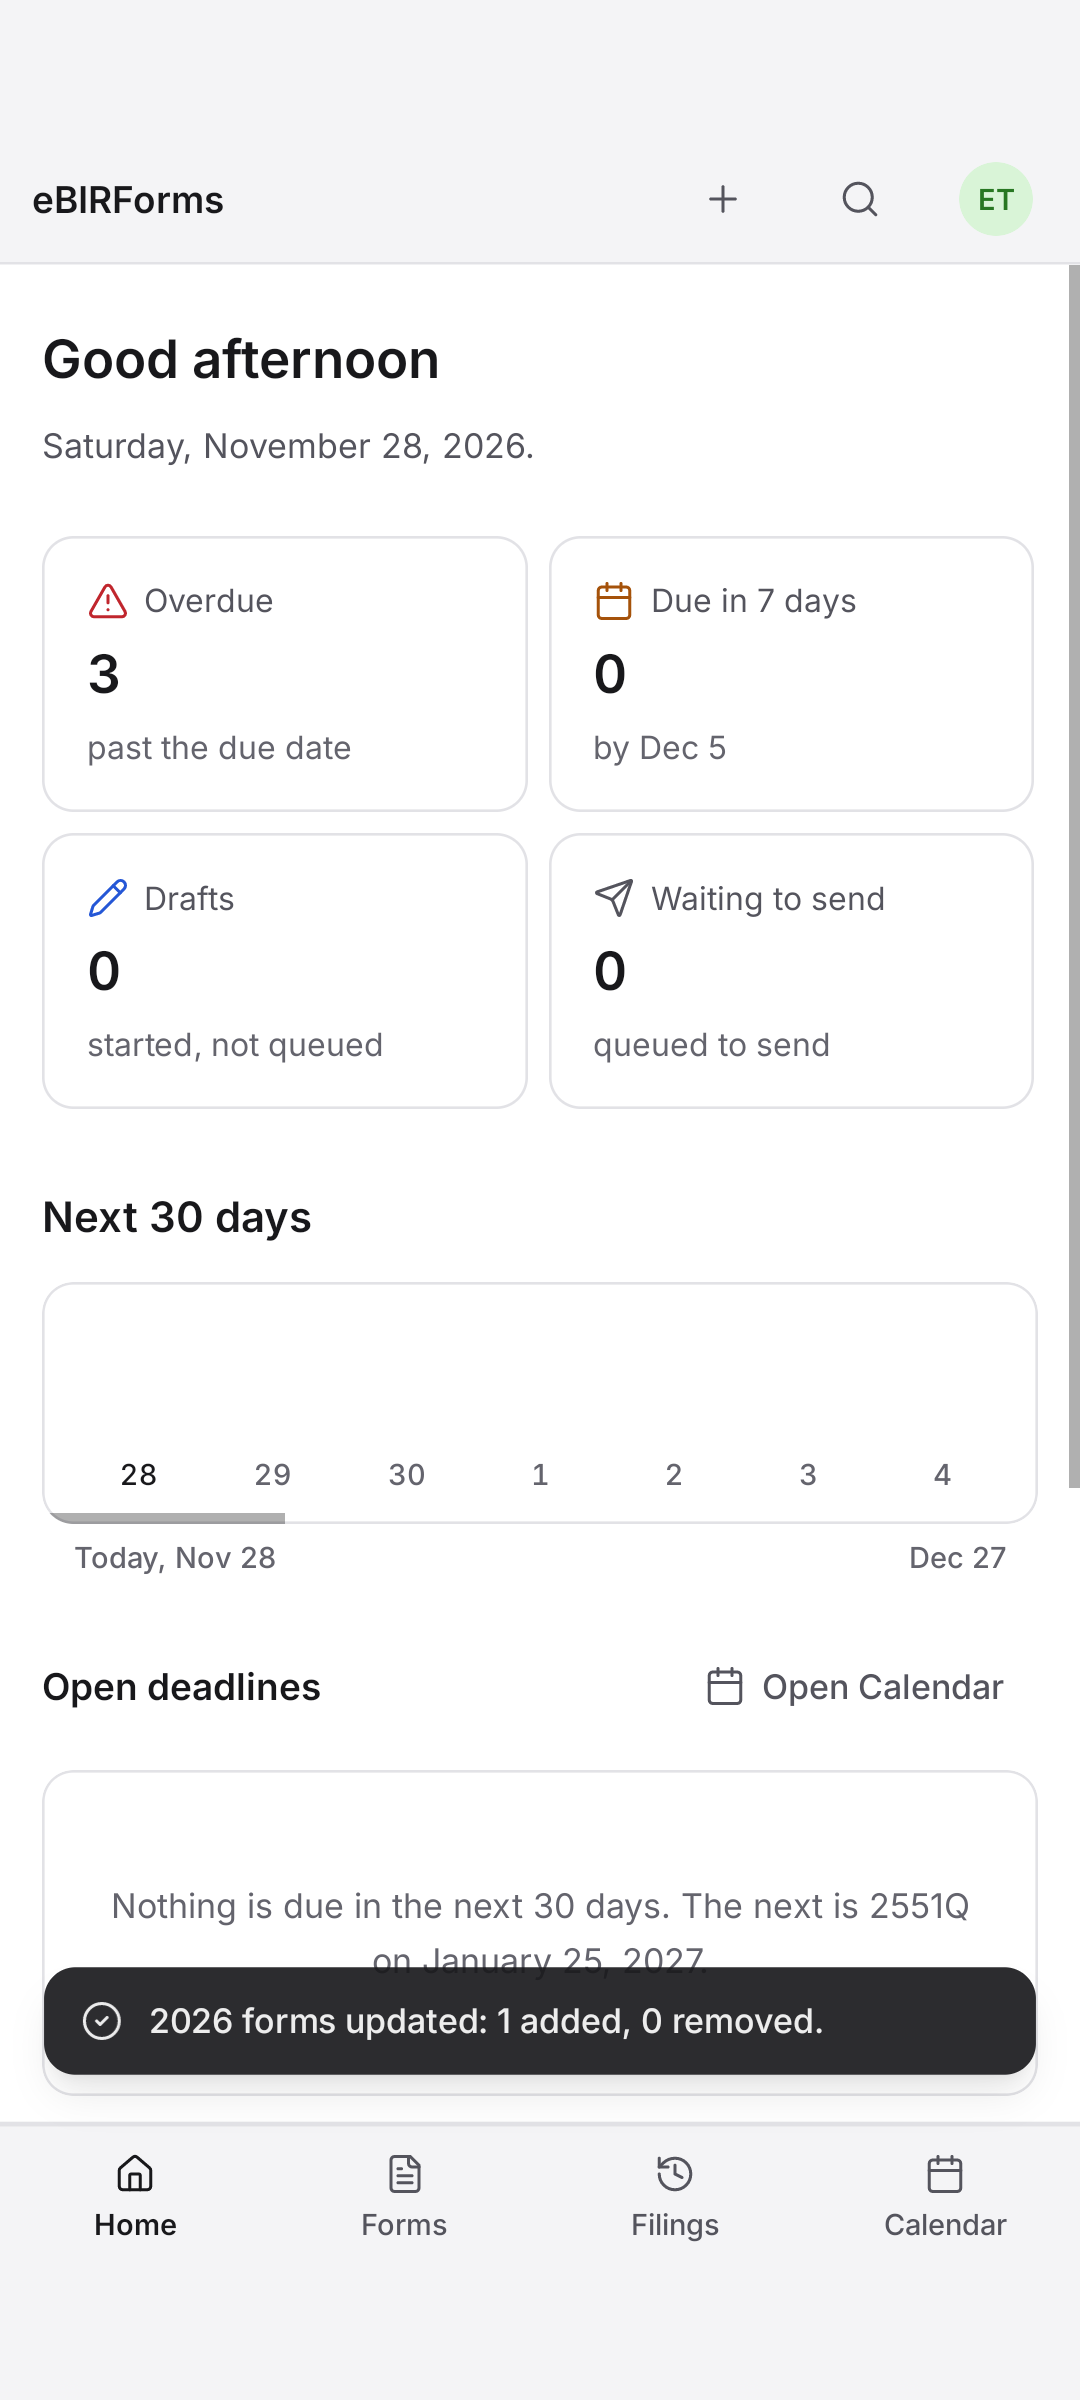 eBIRForms
ET
Good afternoon
Saturday, November 28, 2026.
Overdue
3
past the due date
Due in 7 days
0
by Dec 5
Drafts
0
started, not queued
Waiting to send
0
queued to send
Next 30 days
28 29 30 1 2 3 4
Today, Nov 28 Dec 27
Open deadlines
Open Calendar
Nothing is due in the next 30 days. The next is 2551Q
on January 25, 2027.
2026 forms updated: 1 added, 0 removed.
Home Forms Filings Calendar